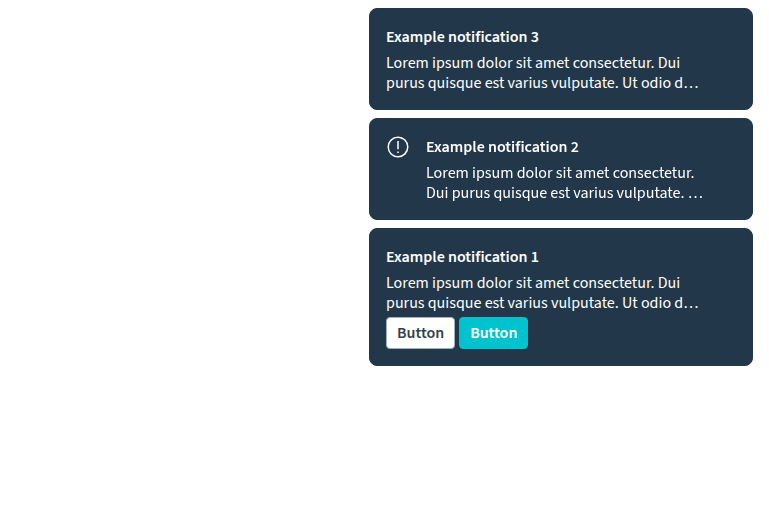 Example notification 3
Lorem ipsum dolor sit amet consectetur. Dui
purus quisque est varius vulputate. Ut odio d…
Example notification 2
Lorem ipsum dolor sit amet consectetur.
Dui purus quisque est varius vulputate. …
Example notification 1
Lorem ipsum dolor sit amet consectetur. Dui
purus quisque est varius vulputate. Ut odio d…
Button Button